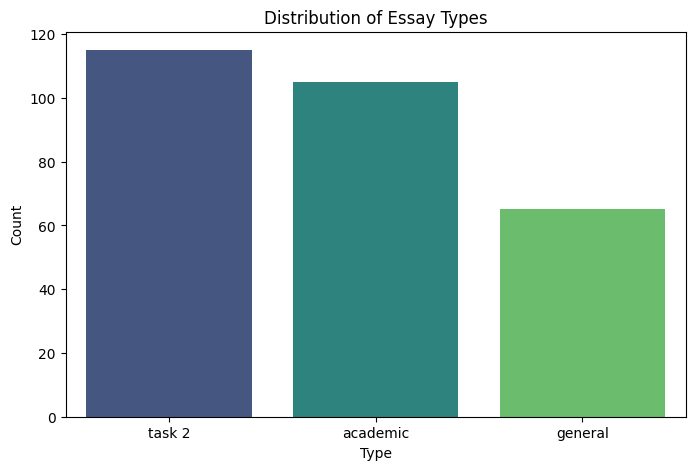 Distribution of Essay Types
120
100
80
60
40
20
0
Count
task 2
academic
general
Type